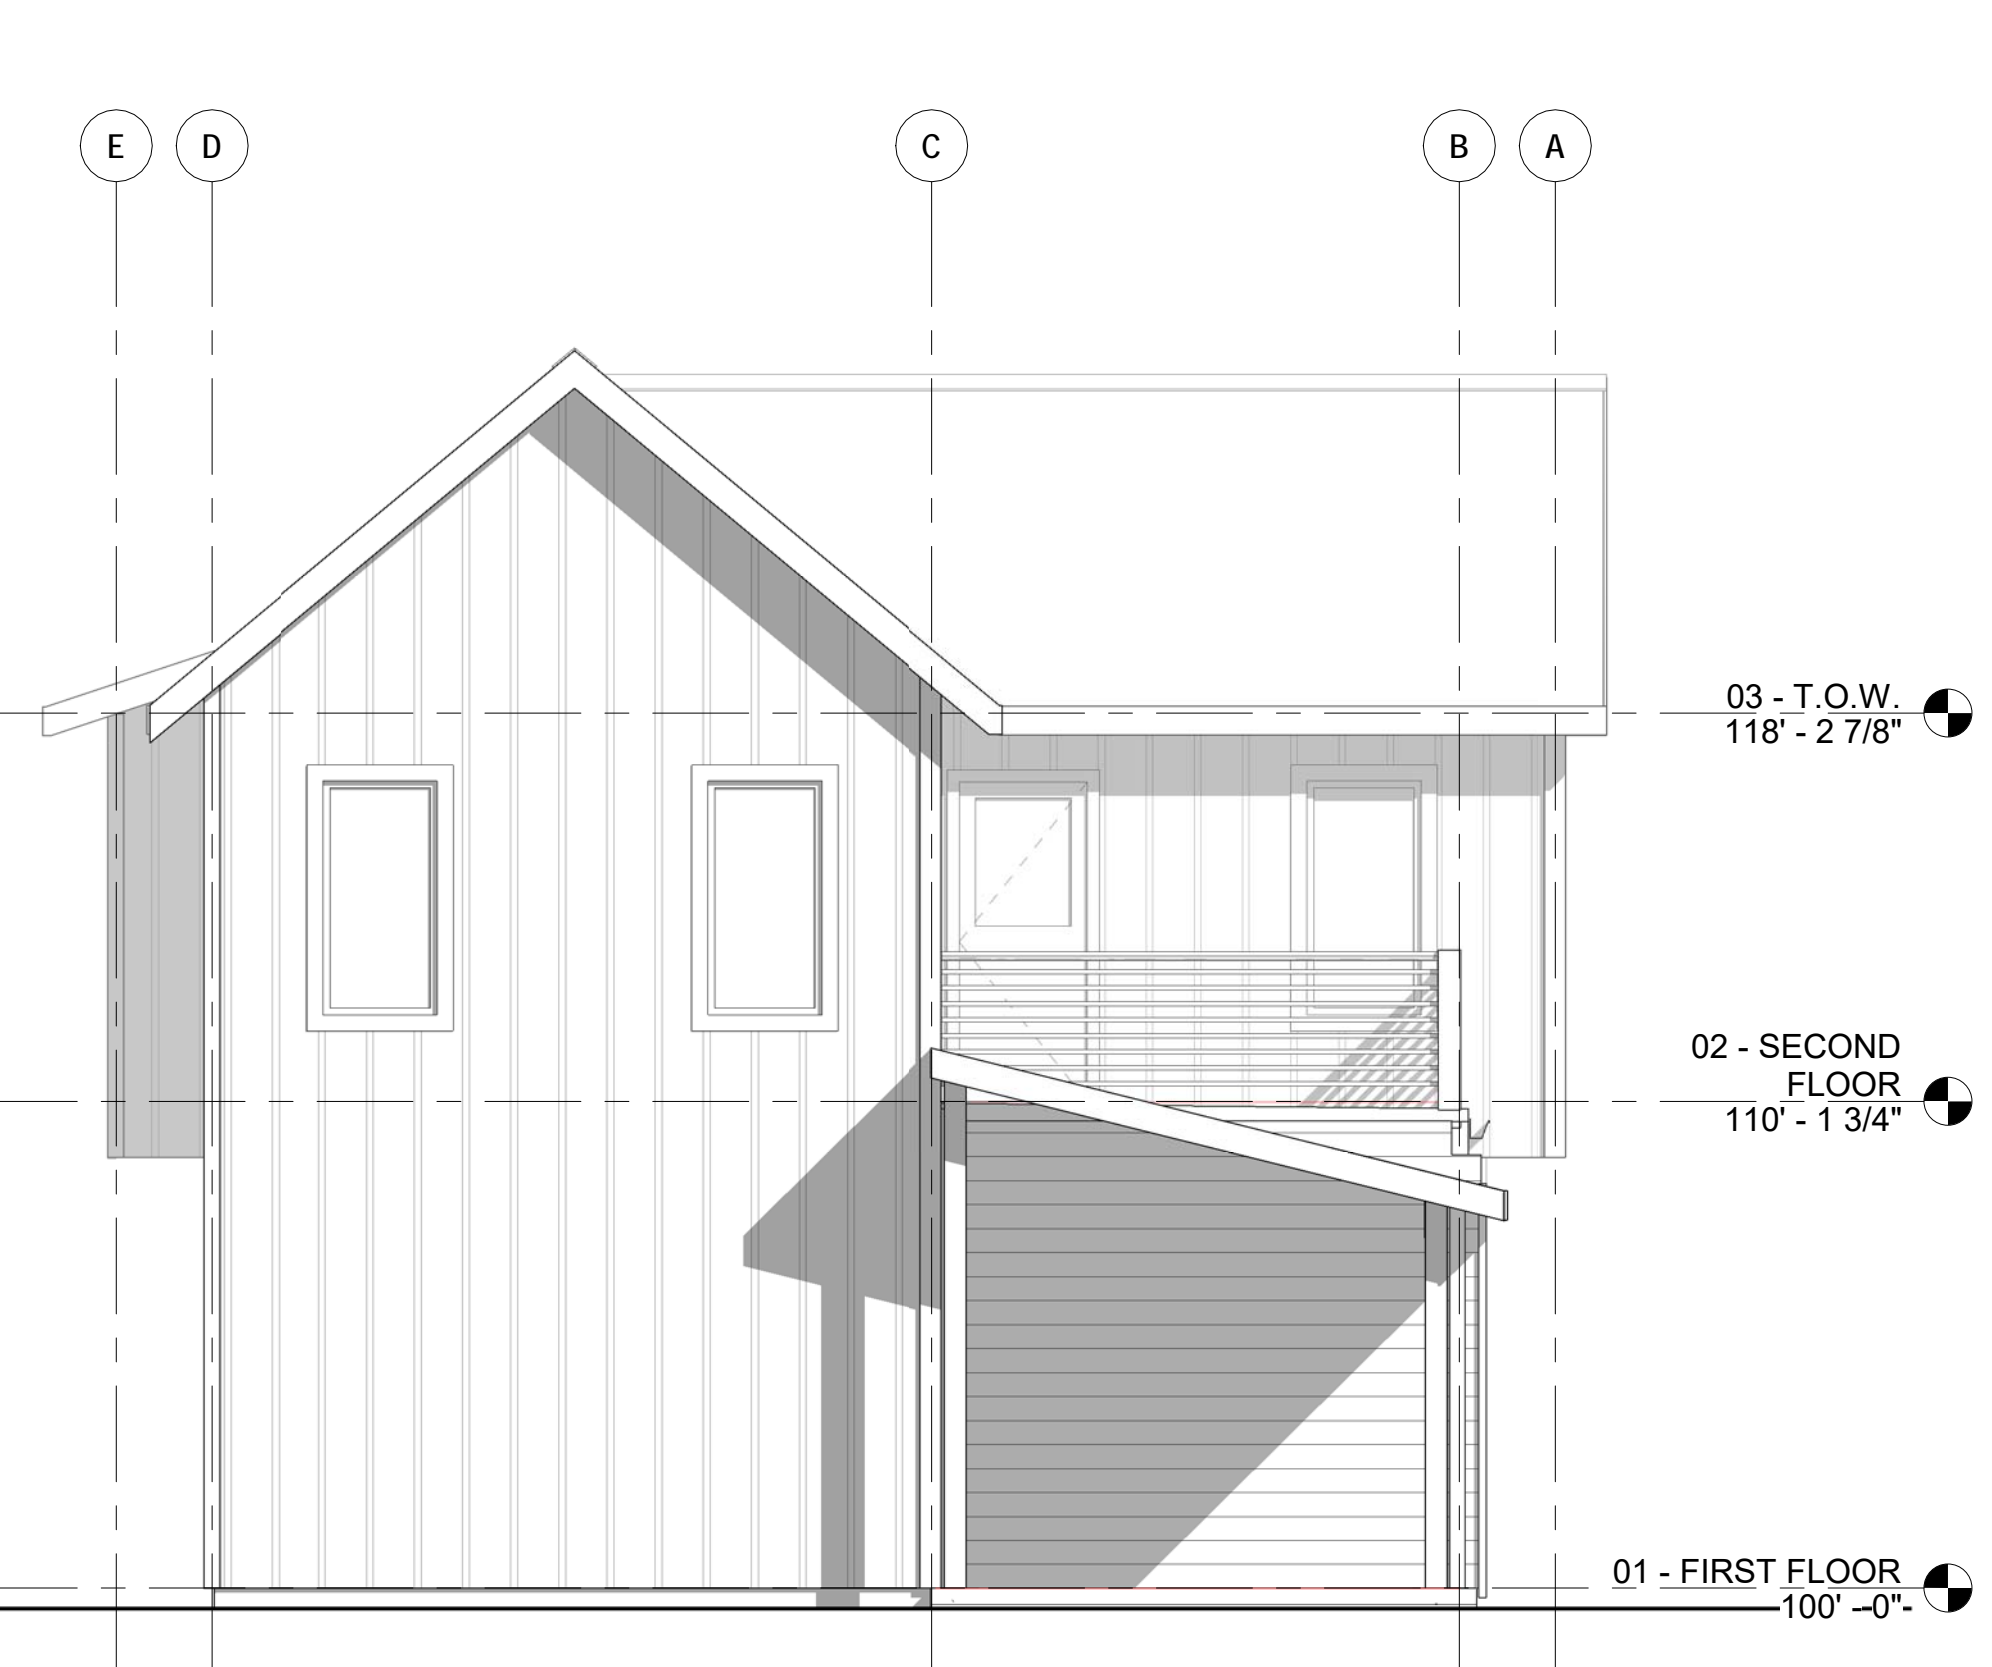 E D C B A
03 - T.O.W.
118' - 2 7/8"
02 - SECOND
FLOOR
110' - 1 3/4"
01 - FIRST FLOOR
100' - 0"